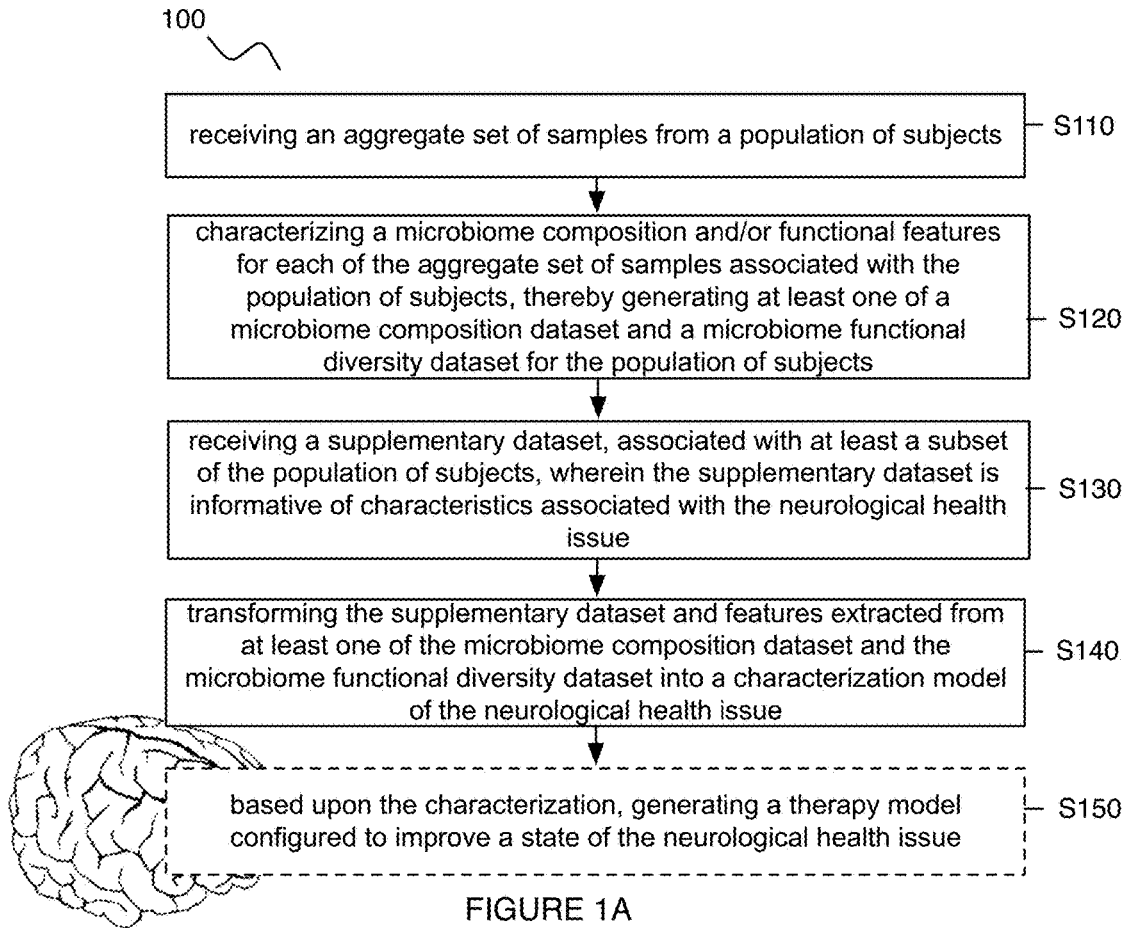 100
receiving an aggregate set of samples from a population of subjects
S110
characterizing a microbiome composition and/or functional features
for each of the aggregate set of samples associated with the
population of subjects, thereby generating at least one of a
microbiome composition dataset and a microbiome functional
diversity dataset for the population of subjects
S120
receiving a supplementary dataset, associated with at least a subset
of the population of subjects, wherein the supplementary dataset is
informative of characteristics associated with the neurological health
issue
S130
transforming the supplementary dataset and features extracted from
at least one of the microbiome composition dataset and the
microbiome functional diversity dataset into a characterization model
of the neurological health issue
S140
based upon the characterization, generating a therapy model
configured to improve a state of the neurological health issue
S150
FIGURE 1A